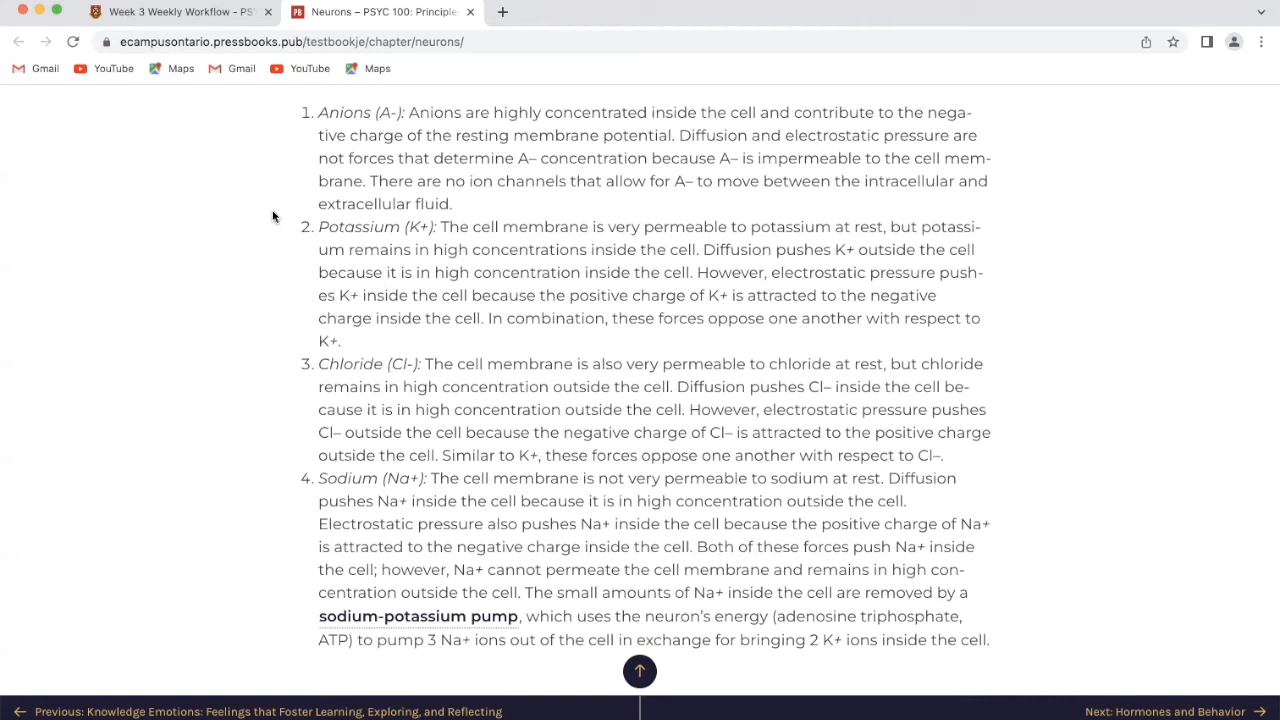 Week 3 Weekly Workflow - PSY
Neurons – PSYC 100: Principle
ecampusontario.pressbooks.pub/testbookje/chapter/neurons/
Gmail YouTube Maps Gmail YouTube Maps
1. Anions (A-): Anions are highly concentrated inside the cell and contribute to the nega-
tive charge of the resting membrane potential. Diffusion and electrostatic pressure are
not forces that determine A– concentration because A– is impermeable to the cell mem-
brane. There are no ion channels that allow for A– to move between the intracellular and
extracellular fluid.
2. Potassium (K+): The cell membrane is very permeable to potassium at rest, but potassi-
um remains in high concentrations inside the cell. Diffusion pushes K+ outside the cell
because it is in high concentration inside the cell. However, electrostatic pressure push-
es K+ inside the cell because the positive charge of K+ is attracted to the negative
charge inside the cell. In combination, these forces oppose one another with respect to
K+.
3. Chloride (Cl-): The cell membrane is also very permeable to chloride at rest, but chloride
remains in high concentration outside the cell. Diffusion pushes Cl– inside the cell be-
cause it is in high concentration outside the cell. However, electrostatic pressure pushes
Cl– outside the cell because the negative charge of Cl– is attracted to the positive charge
outside the cell. Similar to K+, these forces oppose one another with respect to Cl–.
4. Sodium (Na+): The cell membrane is not very permeable to sodium at rest. Diffusion
pushes Na+ inside the cell because it is in high concentration outside the cell.
Electrostatic pressure also pushes Na+ inside the cell because the positive charge of Na+
is attracted to the negative charge inside the cell. Both of these forces push Na+ inside
the cell; however, Na+ cannot permeate the cell membrane and remains in high con-
centration outside the cell. The small amounts of Na+ inside the cell are removed by a
sodium-potassium pump, which uses the neuron's energy (adenosine triphosphate,
ATP) to pump 3 Na+ ions out of the cell in exchange for bringing 2 K+ ions inside the cell.
← Previous: Knowledge Emotions: Feelings that Foster Learning, Exploring, and Reflecting
Next: Hormones and Behavior →